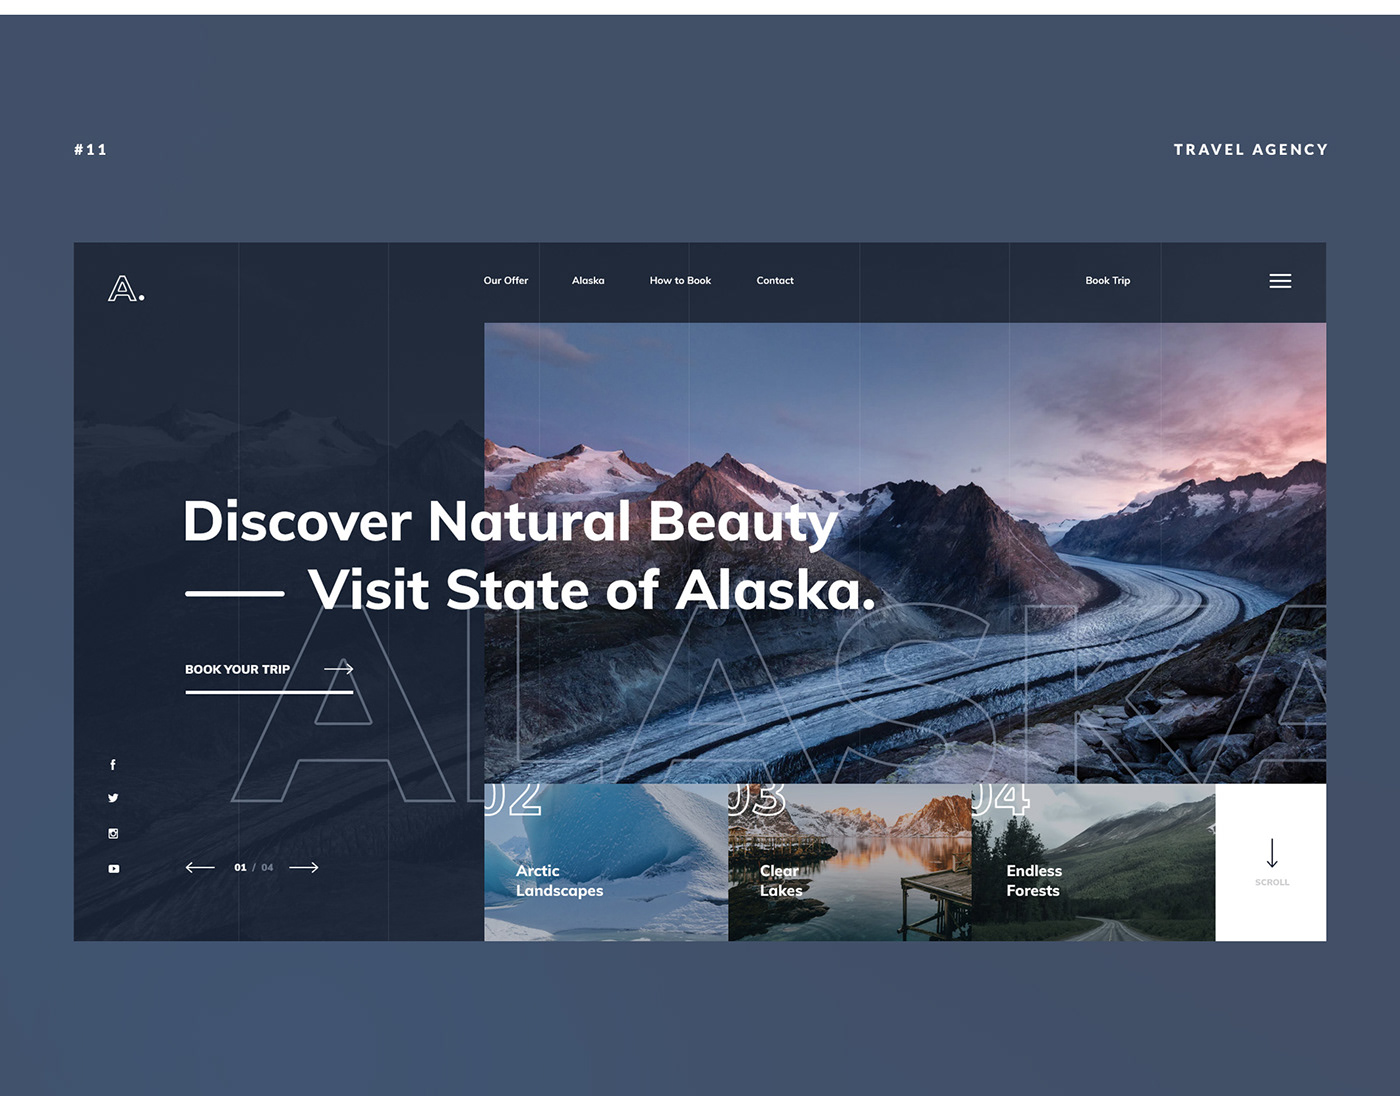 #11
TRAVEL AGENCY
A.
Our Offer
Alaska
How to Book
Contact
Book Trip
Discover Natural Beauty
Visit State of Alaska.
ALASKA
BOOK YOUR TRIP
01 / 04
02
Arctic
Landscapes
03
Clear
Lakes
04
Endless
Forests
SCROLL